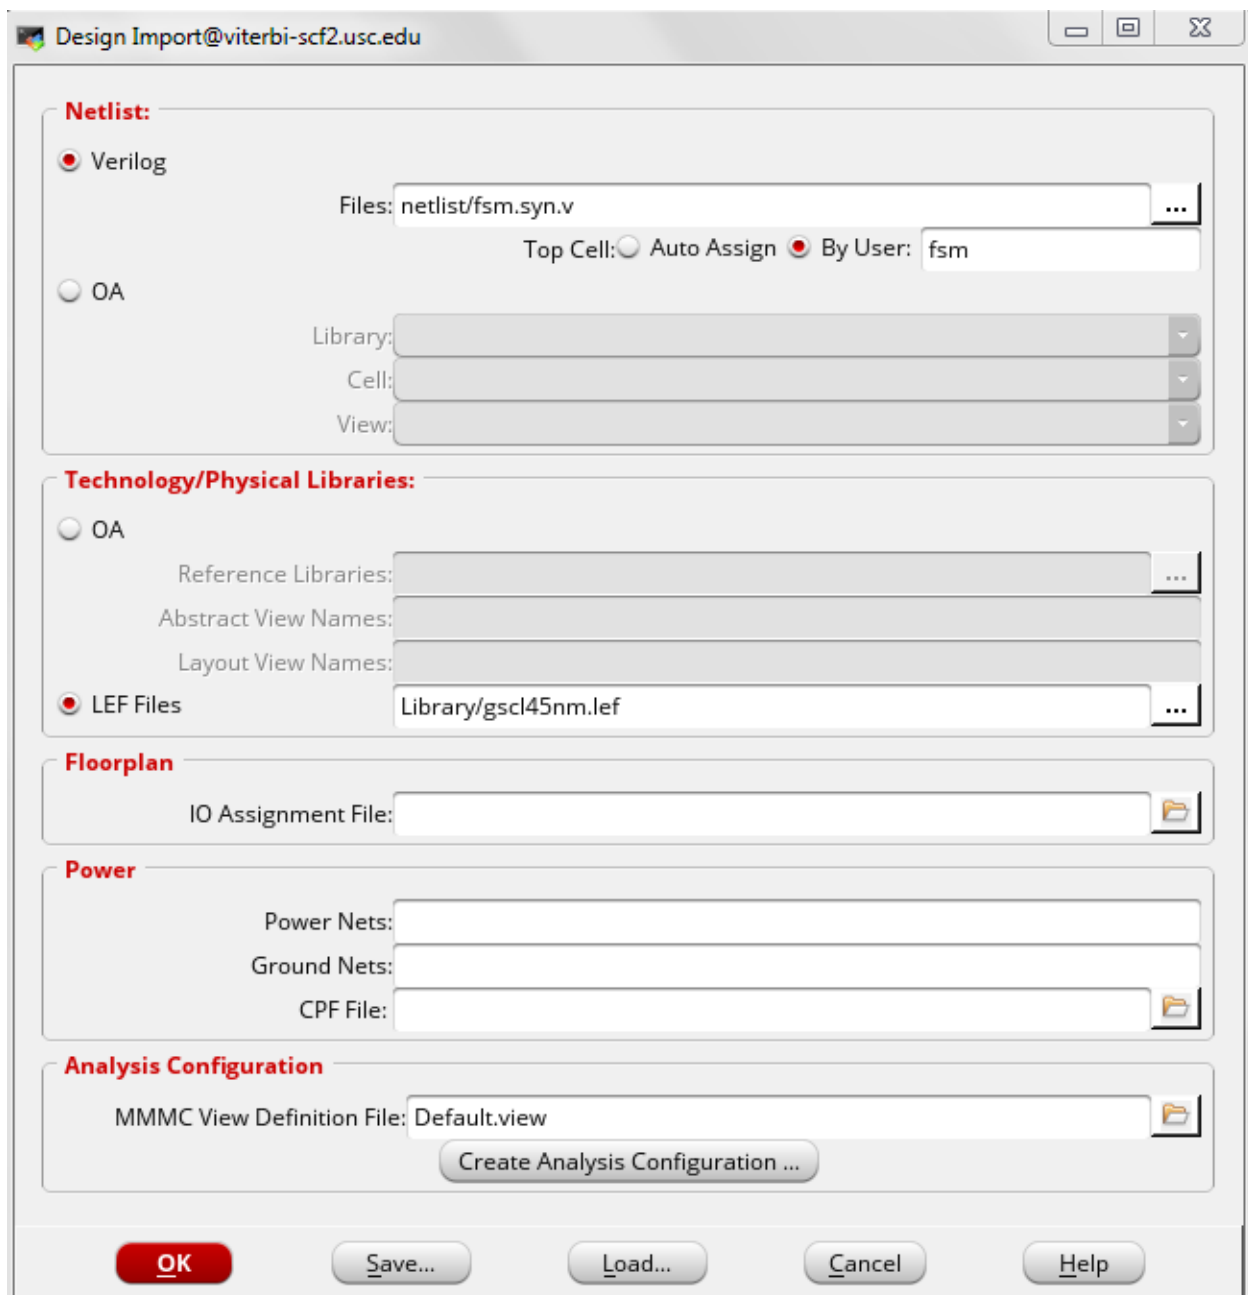 Design Import@viterbi-scf2.usc.edu
Netlist:
Verilog
Files: netlist/fsm.syn.v ...
Top Cell: Auto Assign By User: fsm
OA
Library:
Cell:
View:
Technology/Physical Libraries:
OA
Reference Libraries: ...
Abstract View Names:
Layout View Names:
LEF Files Library/gscl45nm.lef ...
Floorplan
IO Assignment File:
Power
Power Nets:
Ground Nets:
CPF File:
Analysis Configuration
MMMC View Definition File: Default.view
Create Analysis Configuration ...
OK Save... Load... Cancel Help